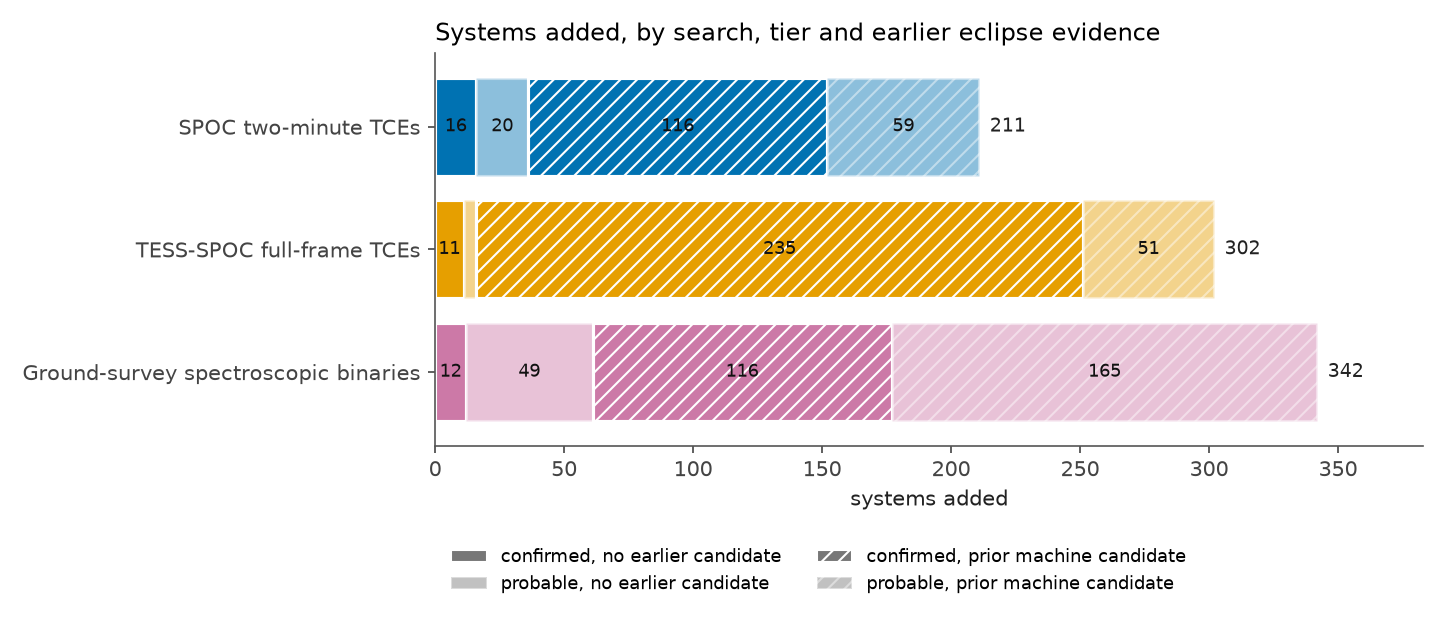 Systems added, by search, tier and earlier eclipse evidence
SPOC two-minute TCEs
16 20 116 59 211
TESS-SPOC full-frame TCEs
11 235 51 302
Ground-survey spectroscopic binaries
12 49 116 165 342
0 50 100 150 200 250 300 350
systems added
confirmed, no earlier candidate
confirmed, prior machine candidate
probable, no earlier candidate
probable, prior machine candidate